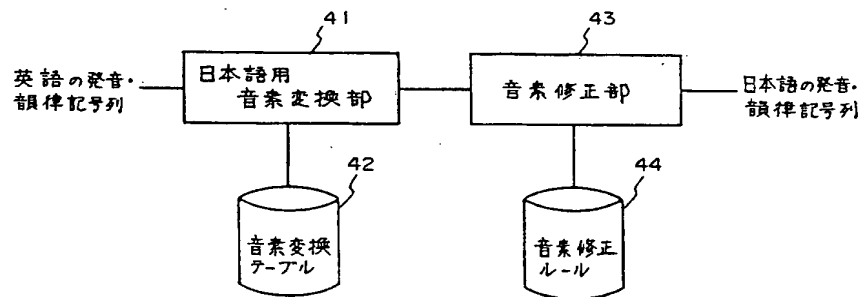 41
43
英語の発音・
韻律記号列
日本語用
音素変換部
音素修正部
日本語の発音・
韻律記号列
42
44
音素変換
テーブル
音素修正
ルール